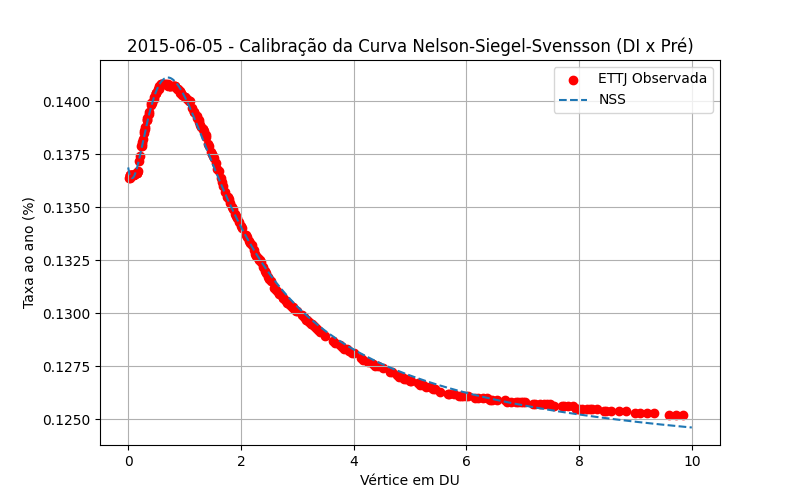 2015-06-05 - Calibração da Curva Nelson-Siegel-Svensson (DI x Pré)
ETTJ Observada
NSS
Taxa ao ano (%)
0.1400
0.1375
0.1350
0.1325
0.1300
0.1275
0.1250
0 2 4 6 8 10
Vértice em DU